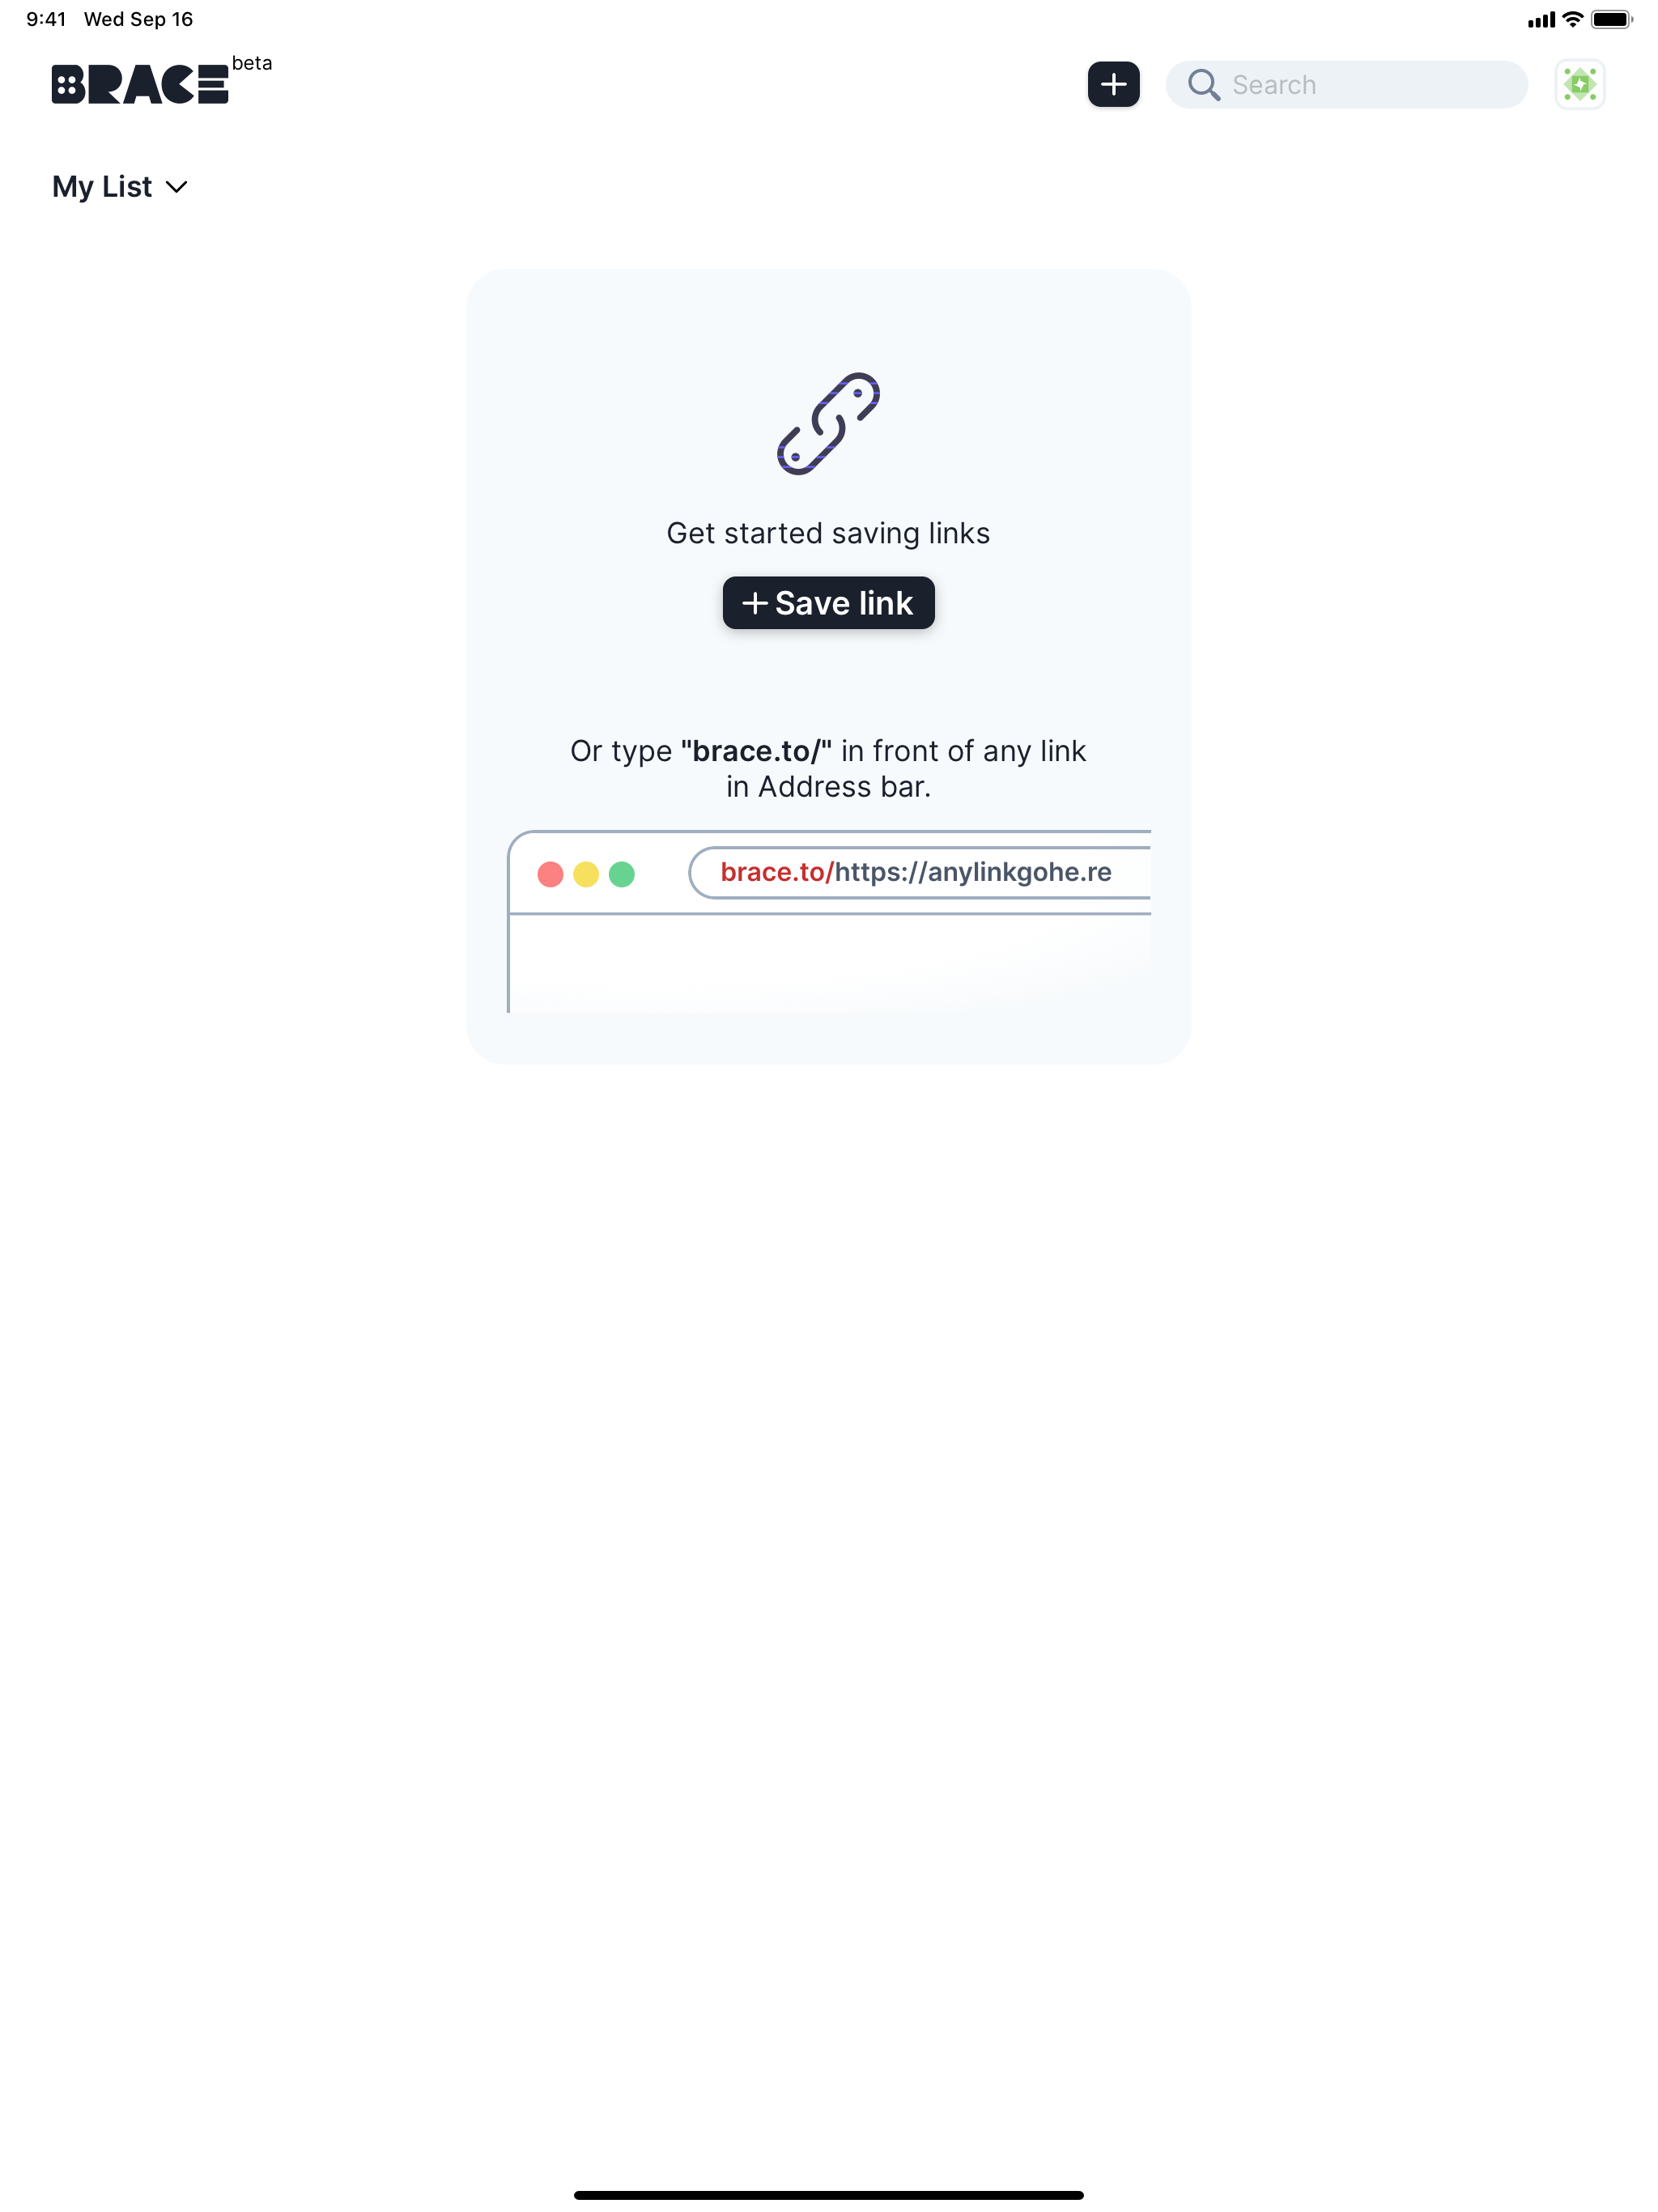 9:41 Wed Sep 16
BRACE beta
Search
My List
Get started saving links
Save link
Or type "brace.to/" in front of any link
in Address bar.
brace.to/https://anylinkgohe.re